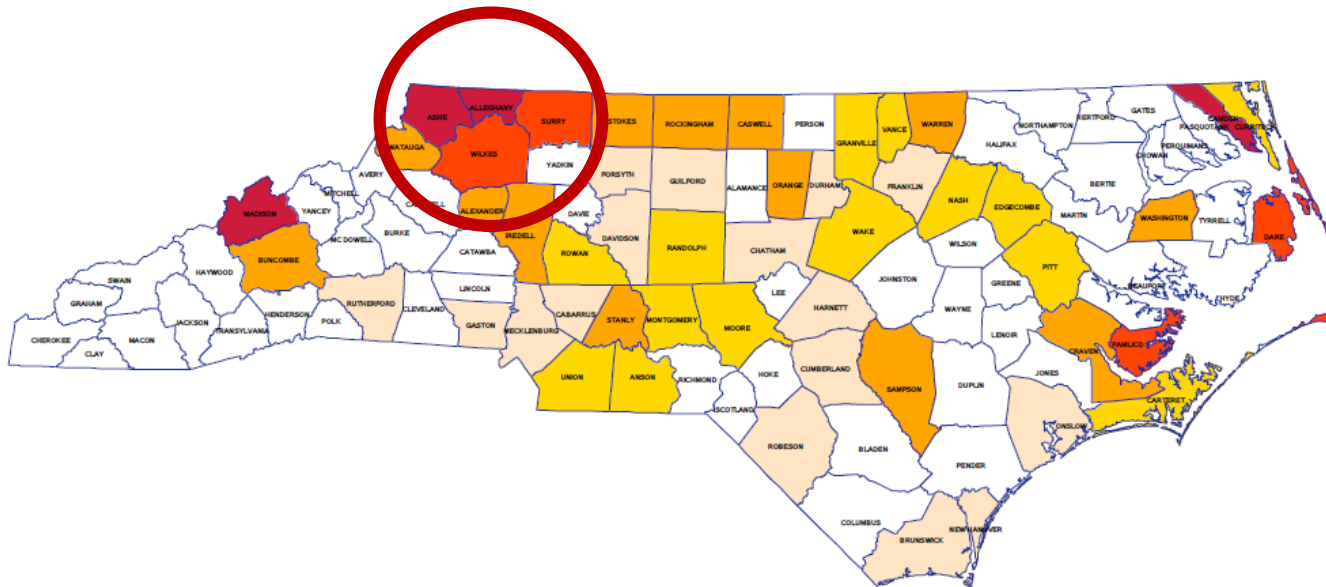 ALLEGHANY
ASHE
SURRY
STOKES
ROCKINGHAM
CASWELL
PERSON
GRANVILLE
VANCE
WARREN
NORTHAMPTON
HERTFORD
GATES
CAMDEN
PASQUOTANK
CURRITUCK
PERQUIMANS
CHOWAN
HALIFAX
WATAUGA
WILKES
YADKIN
FORSYTH
GUILFORD
ALAMANCE
ORANGE
DURHAM
FRANKLIN
NASH
EDGECOMBE
BERTIE
MARTIN
WASHINGTON
TYRRELL
DARE
AVERY
MITCHELL
YANCEY
MADISON
ALEXANDER
DAVIE
IREDELL
DAVIDSON
RANDOLPH
CHATHAM
WAKE
WILSON
PITT
BEAUFORT
HYDE
MC DOWELL
BURKE
CATAWBA
ROWAN
JOHNSTON
GREENE
BUNCOMBE
HAYWOOD
SWAIN
GRAHAM
LINCOLN
LEE
HARNETT
WAYNE
LENOIR
RUTHERFORD
CLEVELAND
GASTON
MECKLENBURG
CABARRUS
STANLY
MONTGOMERY
MOORE
CRAVEN
PAMLICO
CHEROKEE
CLAY
MACON
JACKSON
TRANSYLVANIA
HENDERSON
POLK
UNION
ANSON
RICHMOND
SCOTLAND
HOKE
CUMBERLAND
SAMPSON
DUPLIN
JONES
CARTERET
ONSLOW
ROBESON
BLADEN
PENDER
COLUMBUS
BRUNSWICK
NEW HANOVER